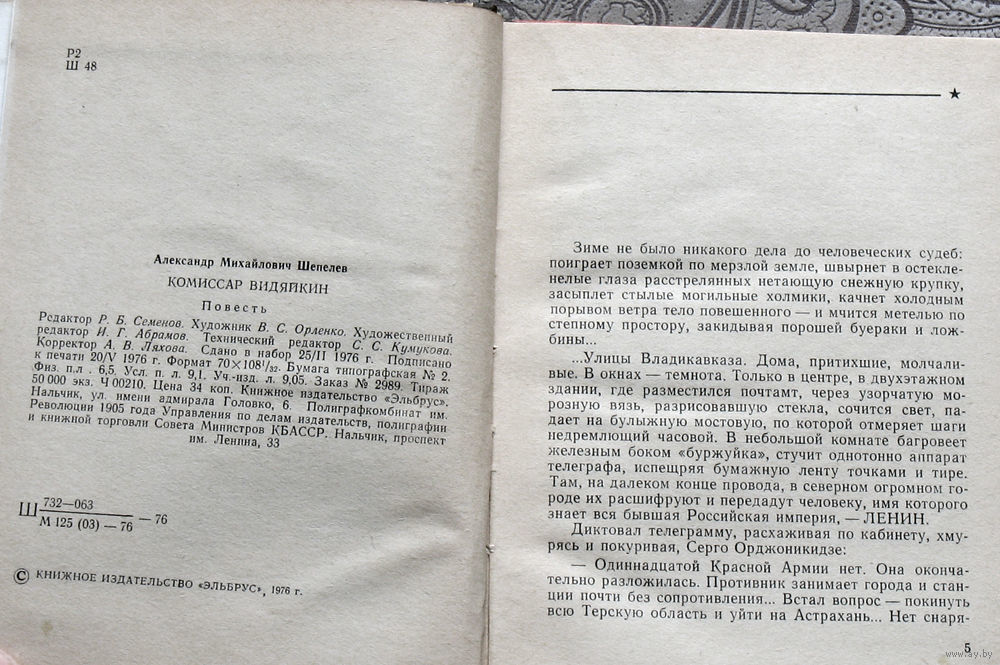 Р2
Ш 48
Александр Михайлович Шепелев
КОМИССАР ВИДЯЙКИН
Повесть
Редактор Р. Б. Семенов. Художник В. С. Орленко. Художественный
редактор И. Г. Абрамов. Технический редактор С. С. Кумукова.
Корректор А. В. Ляхова. Сдано в набор 25/II 1976 г. Подписано
к печати 20/V 1976 г. Формат 70×108¹/₃₂. Бумага типографская № 2.
Физ. п.л . 6,5. Усл. п. л. 9,1. Уч.-изд. л. 9,05. Заказ № 2989. Тираж
50 000 экз. Ч 00210. Цена 34 коп. Книжное издательство «Эльбрус».
Нальчик, ул. имени адмирала Головко, 6. Полиграфкомбинат им.
Революции 1905 года Управления по делам издательств, полиграфии
и книжной торговли Совета Министров КБАССР. Нальчик, проспект
им. Ленина, 33
Ш 732—063
М 125 (03) — 76 — 76
© КНИЖНОЕ ИЗДАТЕЛЬСТВО «ЭЛЬБРУС», 1976 г.
★
Зиме не было никакого дела до человеческих судеб:
поиграет поземкой по мерзлой земле, швырнет в остекле-
нелые глаза расстрелянных нетающую снежную крупку,
засыплет стылые могильные холмики, качнет холодным
порывом ветра тело повешенного — и мчится метелью по
степному простору, закидывая порошей буераки и лож-
бины...
...Улицы Владикавказа. Дома, притихшие, молчали-
вые. В окнах — темнота. Только в центре, в двухэтажном
здании, где разместился почтамт, через узорчатую мо-
розную вязь, разрисовавшую стекла, сочится свет, па-
дает на булыжную мостовую, по которой отмеряет шаги
недремлющий часовой. В небольшой комнате багровеет
железным боком «буржуйка», стучит однотонно аппарат
телеграфа, испещряя бумажную ленту точками и тире.
Там, на далеком конце провода, в северном огромном го-
роде их расшифруют и передадут человеку, имя которого
знает вся бывшая Российская империя, — ЛЕНИН.
Диктовал телеграмму, расхаживая по кабинету, хму-
рясь и покуривая, Серго Орджоникидзе:
— Одиннадцатой Красной Армии нет. Она оконча-
тельно разложилась. Противник занимает города и стан-
ции почти без сопротивления... Встал вопрос — покинуть
всю Терскую область и уйти на Астрахань... Нет снаря-
5
www.ay.by